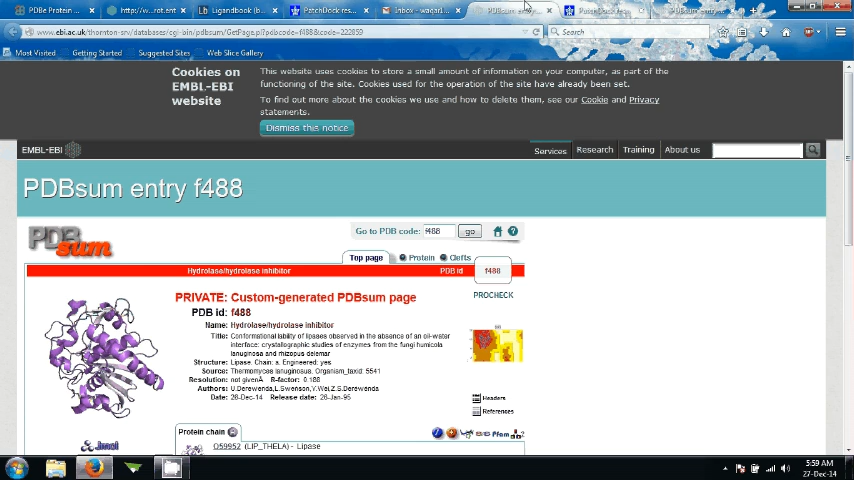 PDBe Protein ...
http://w...rot.ent
Ligandbook (b...
PatchDock res...
Inbox - waqar1...
PDBsum entry...
PatchDock res...
PDBsum entry ...
www.ebi.ac.uk/thornton-srv/databases/cgi-bin/pdbsum/GetPage.pl?pdbcode=f488&code=222059
Search
Most Visited Getting Started Suggested Sites Web Slice Gallery
Cookies on EMBL-EBI website
This website uses cookies to store a small amount of information on your computer, as part of the
functioning of the site. Cookies used for the operation of the site have already been set.
To find out more about the cookies we use and how to delete them, see our Cookie and Privacy
statements.
Dismiss this notice
EMBL-EBI
Services Research Training About us
PDBsum entry f488
PDBsum
Go to PDB code: f488 go
Top page Protein Clefts
Hydrolase/hydrolase inhibitor PDB id f488
PROCHECK
PRIVATE: Custom-generated PDBsum page
PDB id: f488
Name: Hydrolase/hydrolase inhibitor
Title: Conformational lability of lipases observed in the absence of an oil-water
interface: crystallographic studies of enzymes from the fungi humicola
lanuginosa and rhizopus delemar
Structure: Lipase. Chain: a. Engineered: yes
Source: Thermomyces lanuginosus. Organism_taxid: 5541
Resolution: not givenÅ R-factor: 0.188
Authors: U.Derewenda,L.Swenson,Y.Wei,Z.S.Derewenda
Date: 26-Dec-14 Release date: 26-Jan-95
Headers
References
Jmol
Protein chain
Pfam
Q59952 (LIP_THELA) - Lipase
5:59 AM
27-Dec-14